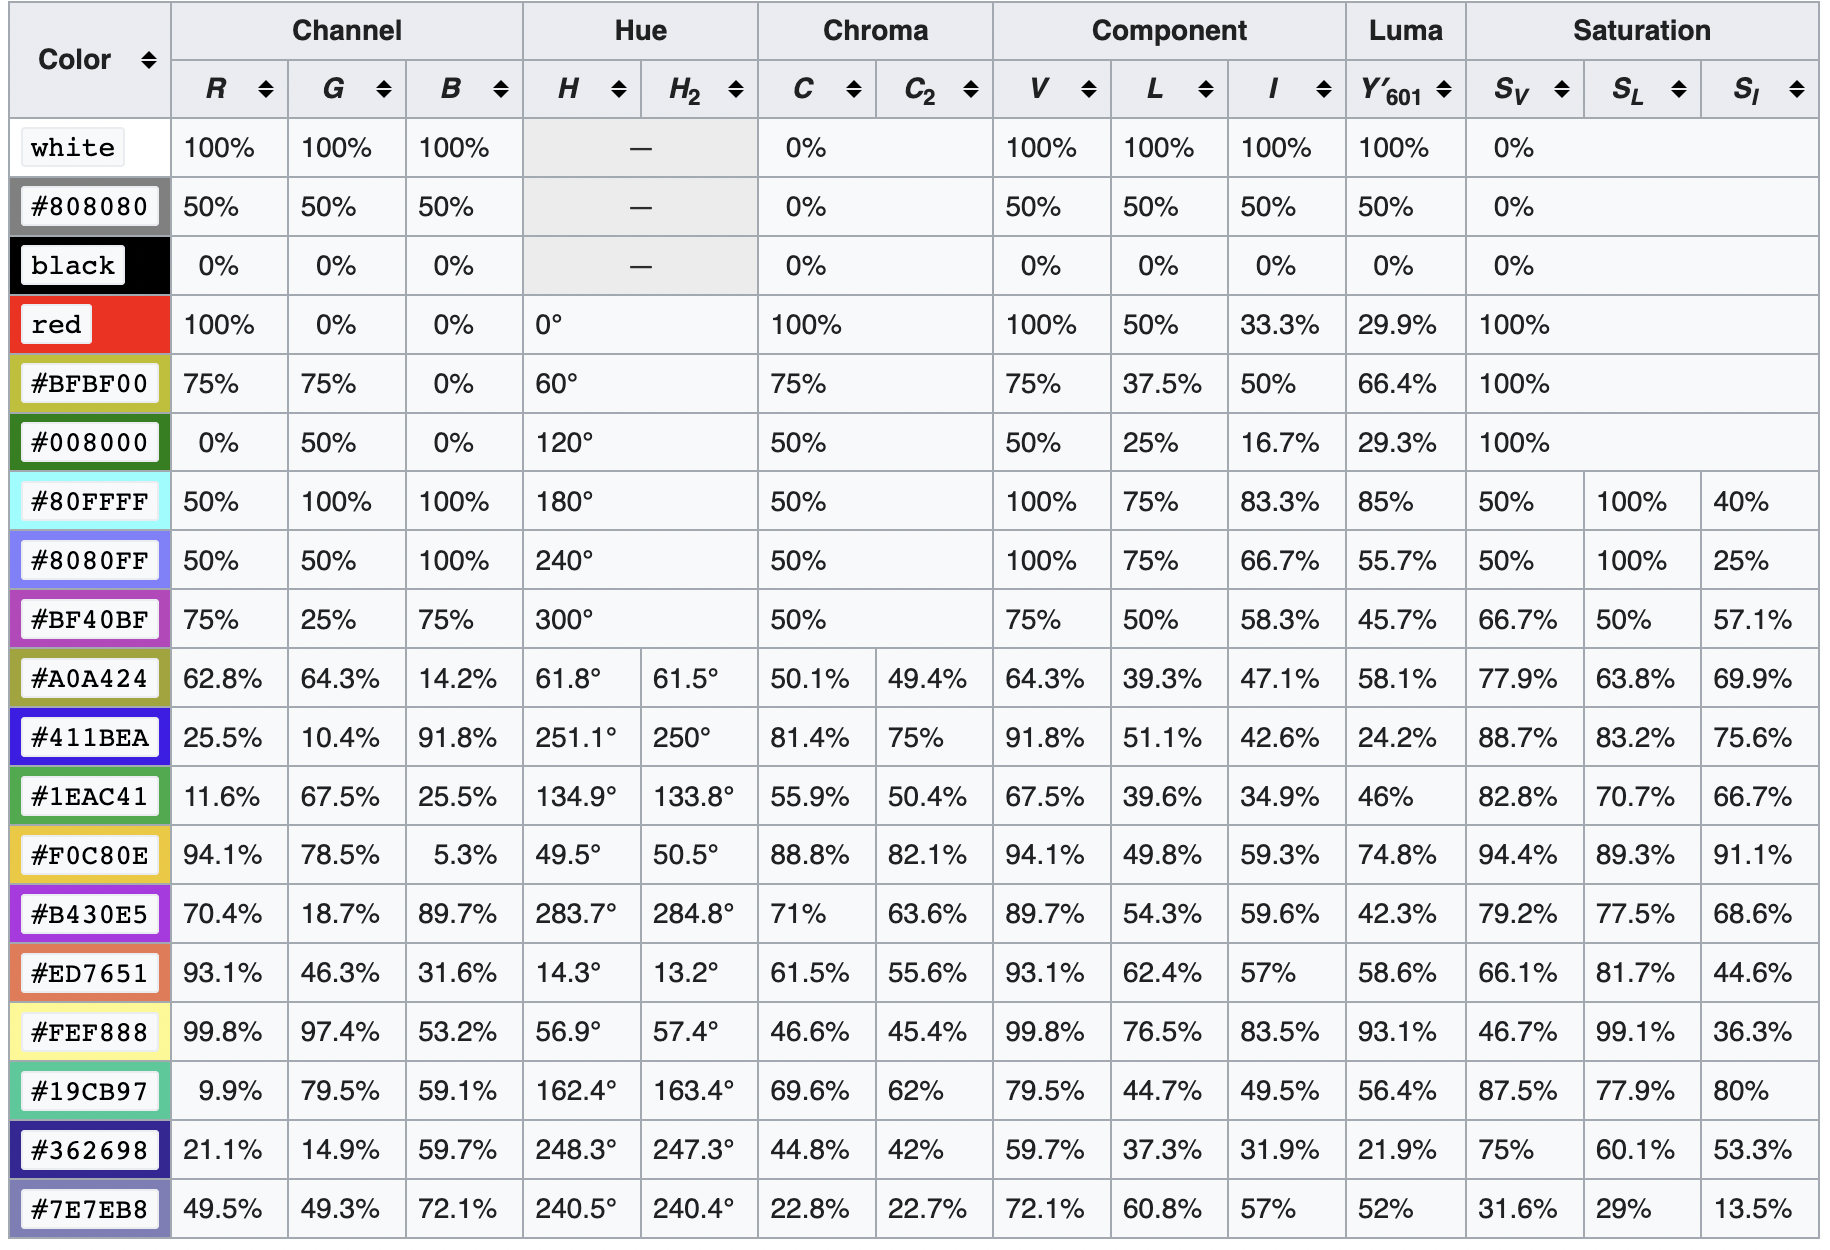 Color Channel Hue Chroma Component Luma Saturation
R G B H H2 C C2 V L I Y′601 SV SL SI
white 100% 100% 100% — 0% 100% 100% 100% 100% 0%
#808080 50% 50% 50% — 0% 50% 50% 50% 50% 0%
black 0% 0% 0% — 0% 0% 0% 0% 0% 0%
red 100% 0% 0% 0° 100% 100% 50% 33.3% 29.9% 100%
#BFBF00 75% 75% 0% 60° 75% 75% 37.5% 50% 66.4% 100%
#008000 0% 50% 0% 120° 50% 50% 25% 16.7% 29.3% 100%
#80FFFF 50% 100% 100% 180° 50% 100% 75% 83.3% 85% 50% 100% 40%
#8080FF 50% 50% 100% 240° 50% 100% 75% 66.7% 55.7% 50% 100% 25%
#BF40BF 75% 25% 75% 300° 50% 75% 50% 58.3% 45.7% 66.7% 50% 57.1%
#A0A424 62.8% 64.3% 14.2% 61.8° 61.5° 50.1% 49.4% 64.3% 39.3% 47.1% 58.1% 77.9% 63.8% 69.9%
#411BEA 25.5% 10.4% 91.8% 251.1° 250° 81.4% 75% 91.8% 51.1% 42.6% 24.2% 88.7% 83.2% 75.6%
#1EAC41 11.6% 67.5% 25.5% 134.9° 133.8° 55.9% 50.4% 67.5% 39.6% 34.9% 46% 82.8% 70.7% 66.7%
#F0C80E 94.1% 78.5% 5.3% 49.5° 50.5° 88.8% 82.1% 94.1% 49.8% 59.3% 74.8% 94.4% 89.3% 91.1%
#B430E5 70.4% 18.7% 89.7% 283.7° 284.8° 71% 63.6% 89.7% 54.3% 59.6% 42.3% 79.2% 77.5% 68.6%
#ED7651 93.1% 46.3% 31.6% 14.3° 13.2° 61.5% 55.6% 93.1% 62.4% 57% 58.6% 66.1% 81.7% 44.6%
#FEF888 99.8% 97.4% 53.2% 56.9° 57.4° 46.6% 45.4% 99.8% 76.5% 83.5% 93.1% 46.7% 99.1% 36.3%
#19CB97 9.9% 79.5% 59.1% 162.4° 163.4° 69.6% 62% 79.5% 44.7% 49.5% 56.4% 87.5% 77.9% 80%
#362698 21.1% 14.9% 59.7% 248.3° 247.3° 44.8% 42% 59.7% 37.3% 31.9% 21.9% 75% 60.1% 53.3%
#7E7EB8 49.5% 49.3% 72.1% 240.5° 240.4° 22.8% 22.7% 72.1% 60.8% 57% 52% 31.6% 29% 13.5%